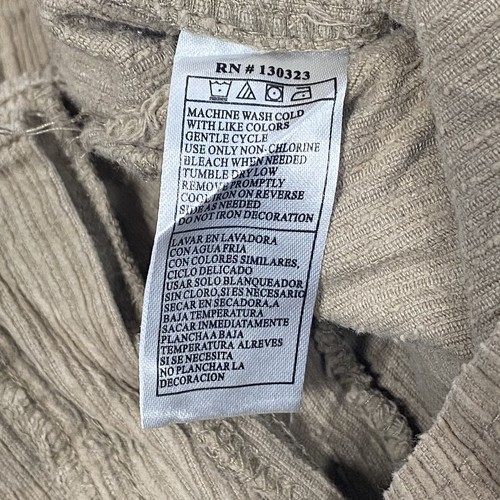 RN # 130323
MACHINE WASH COLD
WITH LIKE COLORS
GENTLE CYCLE
USE ONLY NON-CHLORINE
BLEACH WHEN NEEDED
TUMBLE DRY LOW
REMOVE PROMPTLY
COOL IRON ON REVERSE
SIDE AS NEEDED
DO NOT IRON DECORATION
LAVAR EN LAVADORA
CON AGUA FRIA
CON COLORES SIMILARES.
CICLO DELICADO
USAR SOLO BLANQUEADOR
SIN CLORO, SI ES NECESARIO
SECAR EN SECADORA, A
BAJA TEMPERATURA
SACAR INMEDIATAMENTE
PLANCHA A BAJA
TEMPERATURA ALREVES
SI SE NECESITA
NO PLANCHAR LA
DECORACION